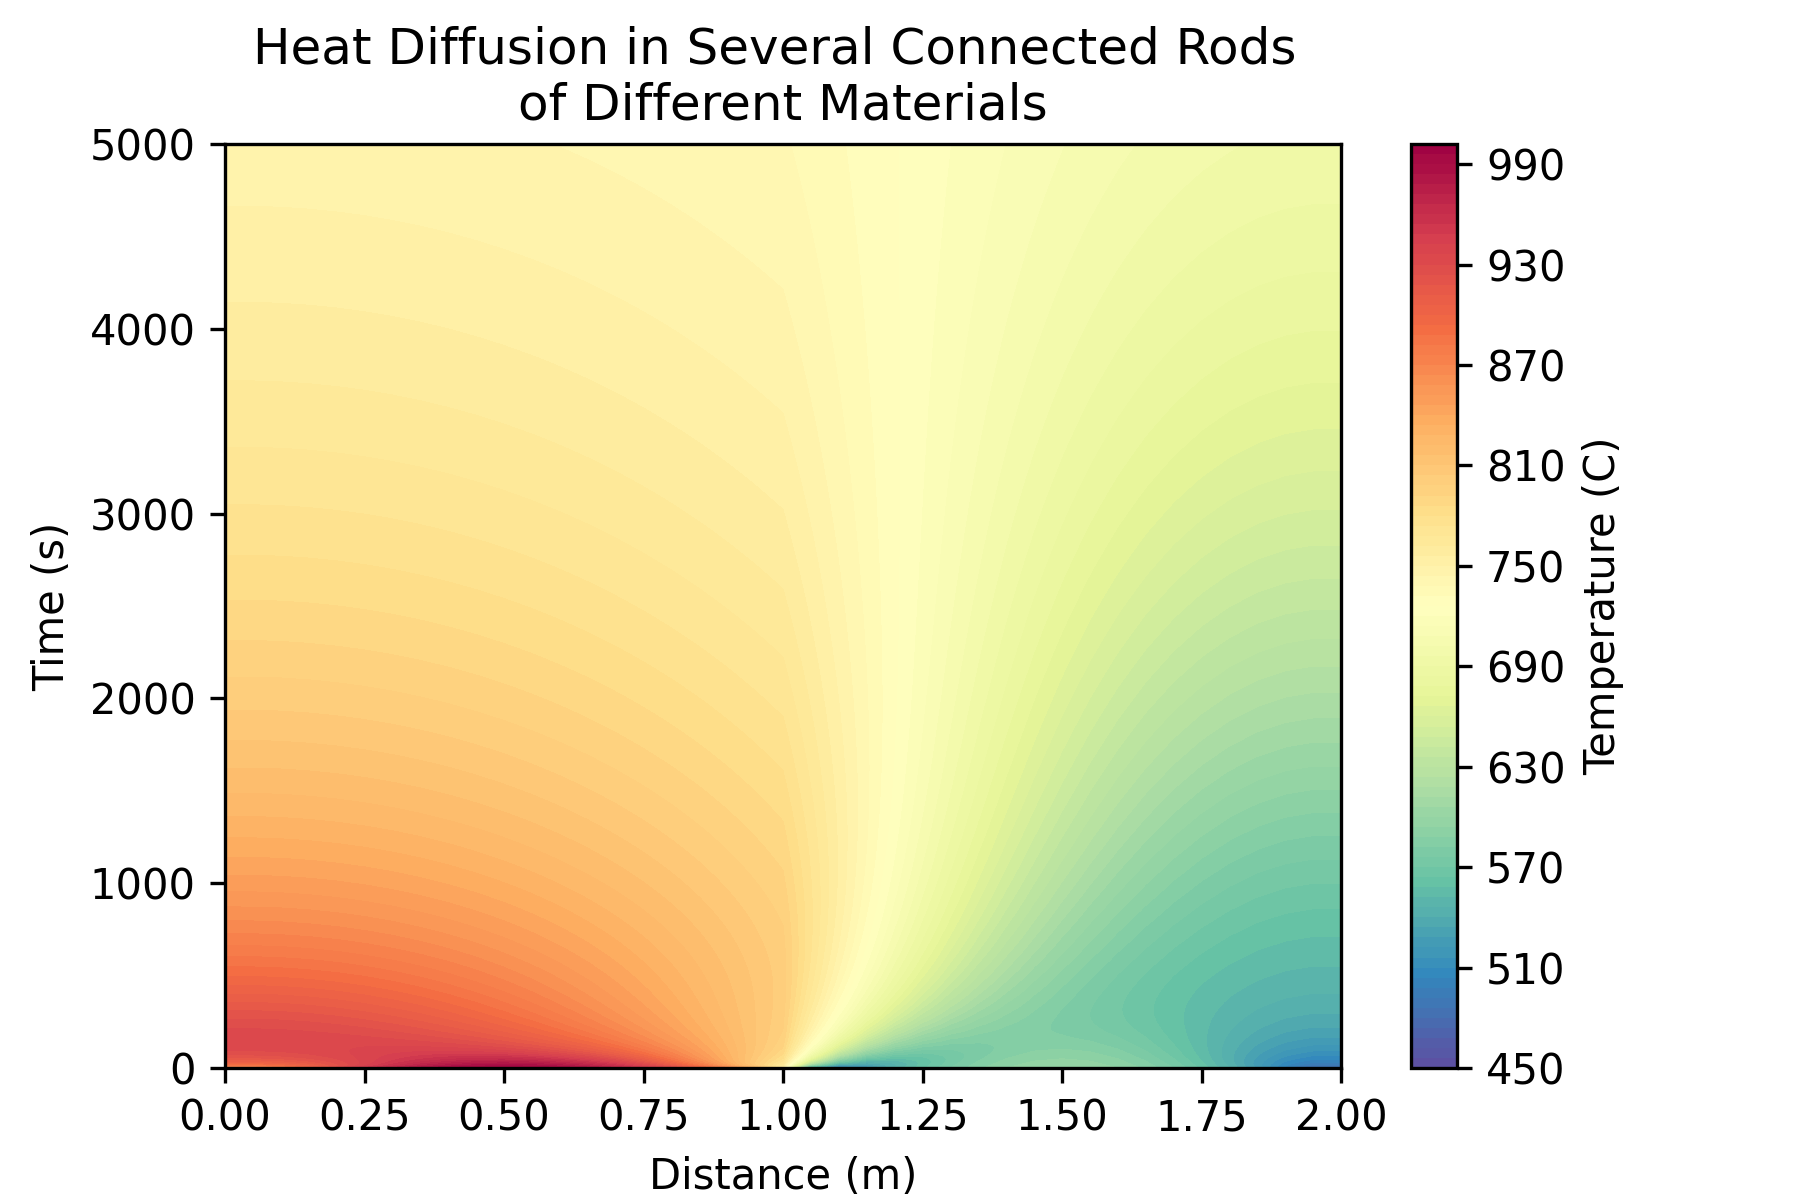 Heat Diffusion in Several Connected Rods
of Different Materials
5000
4000
3000
2000
1000
0
Time (s)
0.00 0.25 0.50 0.75 1.00 1.25 1.50 1.75 2.00
Distance (m)
990
930
870
810
750
690
630
570
510
450
Temperature (C)